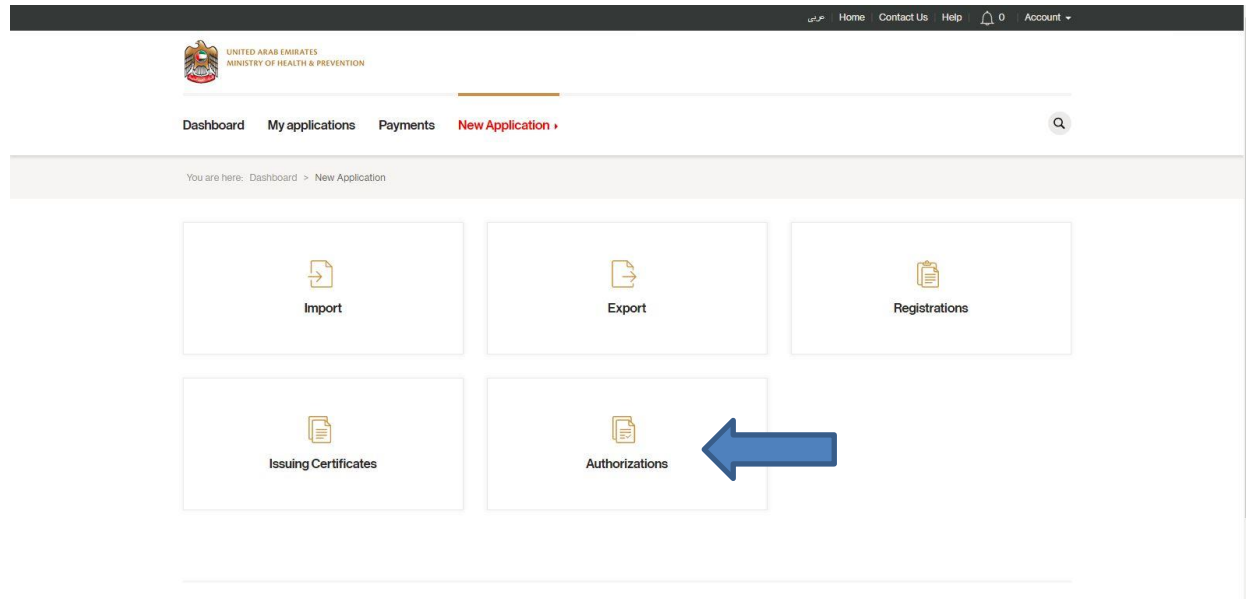 عربي Home Contact Us Help 0 Account
UNITED ARAB EMIRATES
MINISTRY OF HEALTH & PREVENTION
Dashboard My applications Payments New Application
You are here: Dashboard > New Application
Import
Export
Registrations
Issuing Certificates
Authorizations